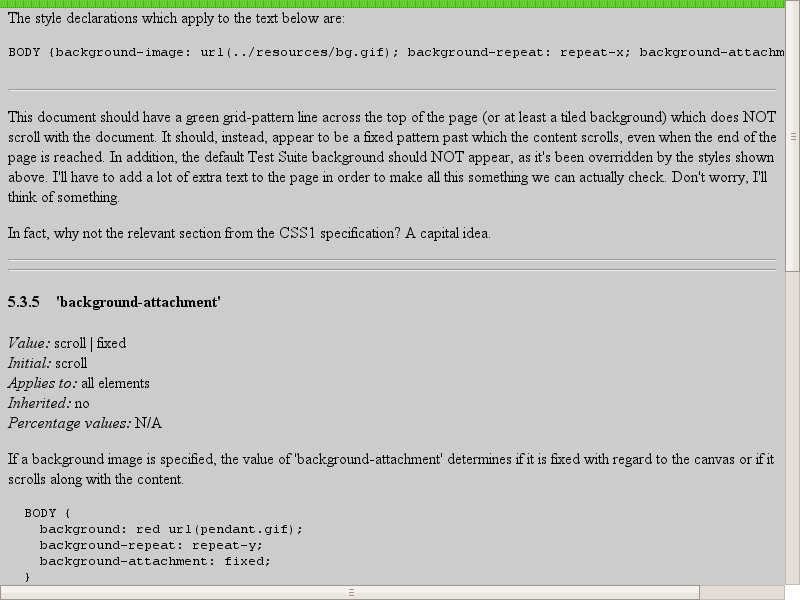 The style declarations which apply to the text below are:
BODY {background-image: url(../resources/bg.gif); background-repeat: repeat-x; background-attachm
This document should have a green grid-pattern line across the top of the page (or at least a tiled background) which does NOT
scroll with the document. It should, instead, appear to be a fixed pattern past which the content scrolls, even when the end of the
page is reached. In addition, the default Test Suite background should NOT appear, as it's been overridden by the styles shown
above. I'll have to add a lot of extra text to the page in order to make all this something we can actually check. Don't worry, I'll
think of something.
In fact, why not the relevant section from the CSS1 specification? A capital idea.
5.3.5 'background-attachment'
Value: scroll | fixed
Initial: scroll
Applies to: all elements
Inherited: no
Percentage values: N/A
If a background image is specified, the value of 'background-attachment' determines if it is fixed with regard to the canvas or if it
scrolls along with the content.
BODY {
background: red url(pendant.gif);
background-repeat: repeat-y;
background-attachment: fixed;
}